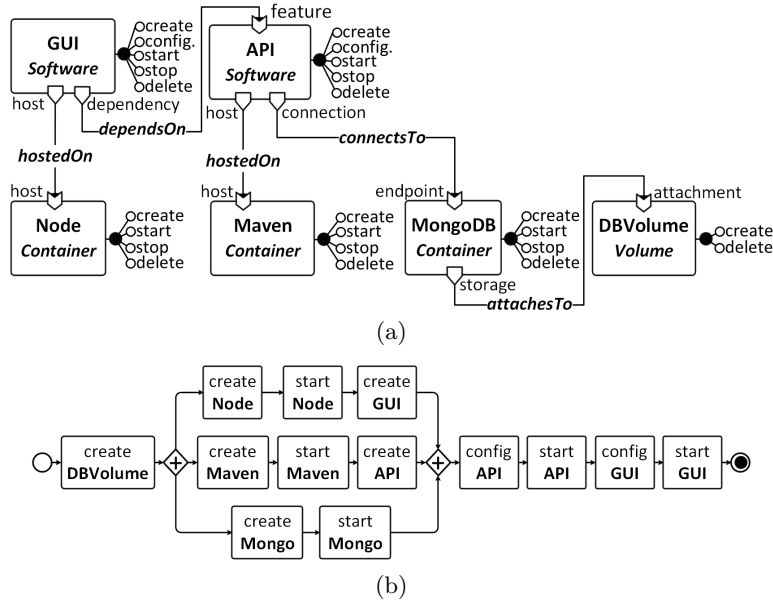 GUI
Software
create
config.
start
stop
delete
feature
API
Software
create
config.
start
stop
delete
host
dependency
dependsOn
host
connection
connectsTo
hostedOn
hostedOn
host
Node
Container
create
start
stop
delete
host
Maven
Container
create
start
stop
delete
endpoint
MongoDB
Container
create
start
stop
delete
attachment
DBVolume
Volume
create
delete
storage
attachesTo
(a)
create
Node
start
Node
create
GUI
create
DBVolume
create
Maven
start
Maven
create
API
config
API
start
API
config
GUI
start
GUI
create
Mongo
start
Mongo
(b)